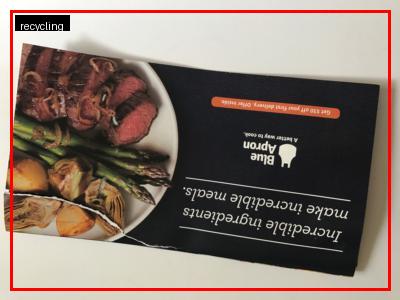 recycling
Incredible ingredients
make incredible meals.
Blue
Apron
A better way to cook.
Get $30 off your first delivery. Offer inside.